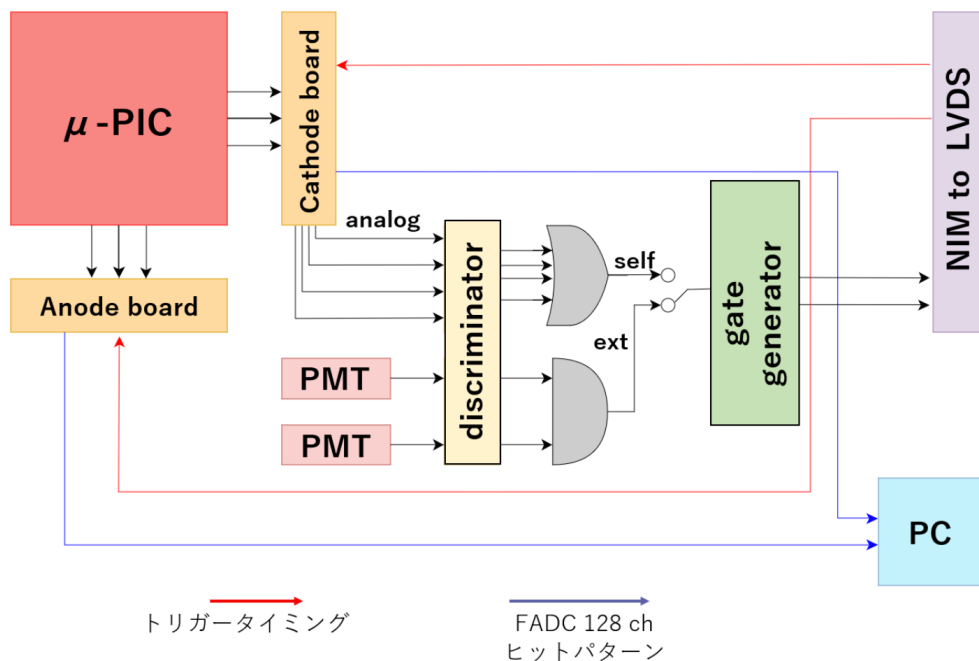 μ-PIC
Cathode board
NIM to LVDS
analog
discriminator
self
gate
generator
Anode board
ext
PMT
PMT
PC
トリガータイミング
FADC 128 ch
ヒットパターン